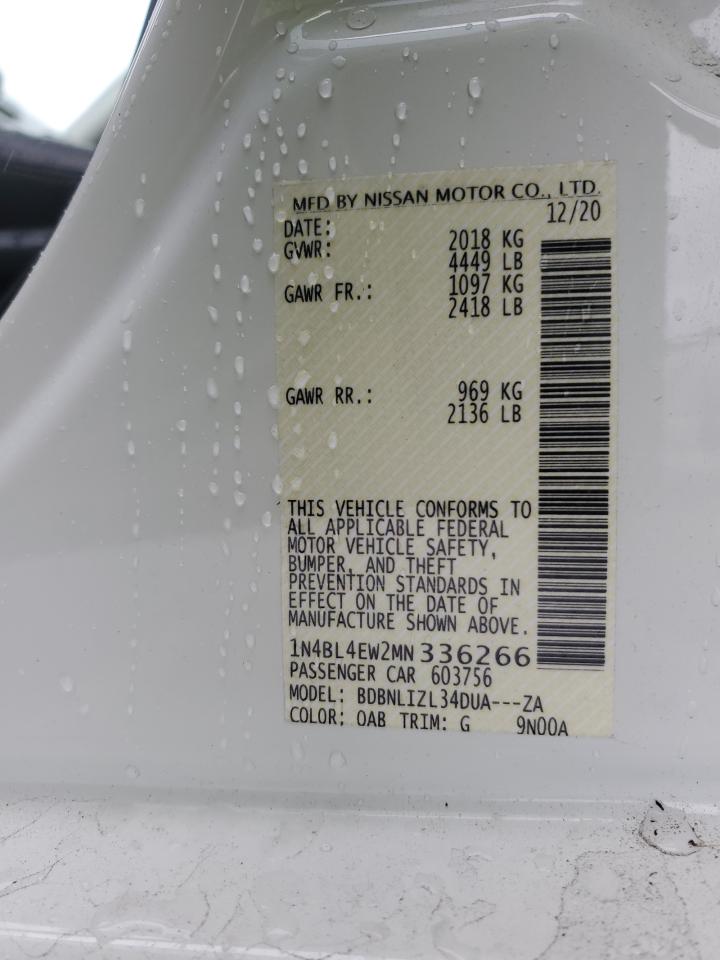 MFD BY NISSAN MOTOR CO., LTD.
DATE: 12/20
GVWR: 2018 KG
4449 LB
GAWR FR.: 1097 KG
2418 LB
GAWR RR.: 969 KG
2136 LB
THIS VEHICLE CONFORMS TO
ALL APPLICABLE FEDERAL
MOTOR VEHICLE SAFETY,
BUMPER, AND THEFT
PREVENTION STANDARDS IN
EFFECT ON THE DATE OF
MANUFACTURE SHOWN ABOVE.
1N4BL4EW2MN336266
PASSENGER CAR 603756
MODEL: BDBNLIZL34DUA---ZA
COLOR: OAB TRIM: G 9N00A